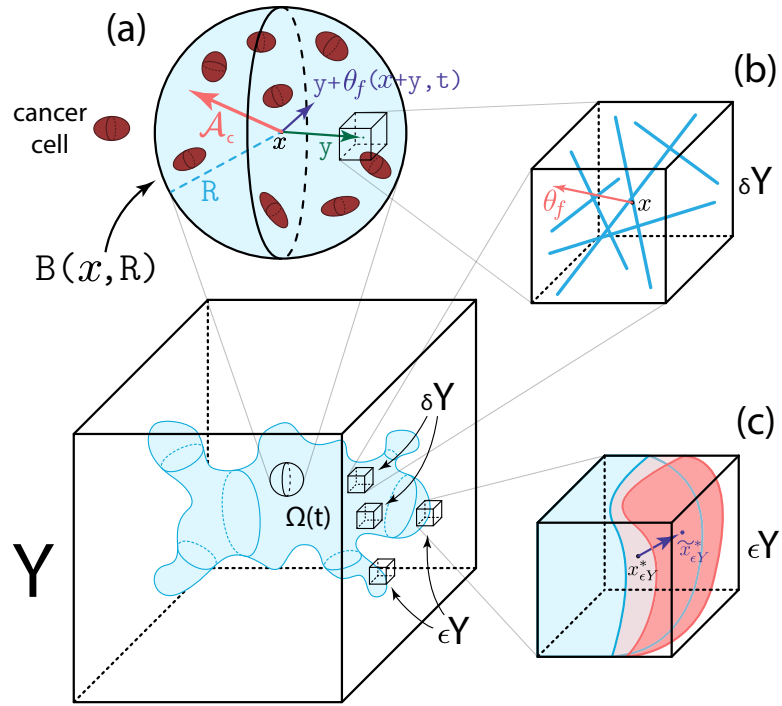 (a)
cancer
cell
𝒜c
y+θf(x+y,t)
x
y
R
B(x,R)
(b)
θf
x
δY
δY
Ω(t)
ϵY
Y
(c)
x*ϵY
x̃*ϵY
ϵY